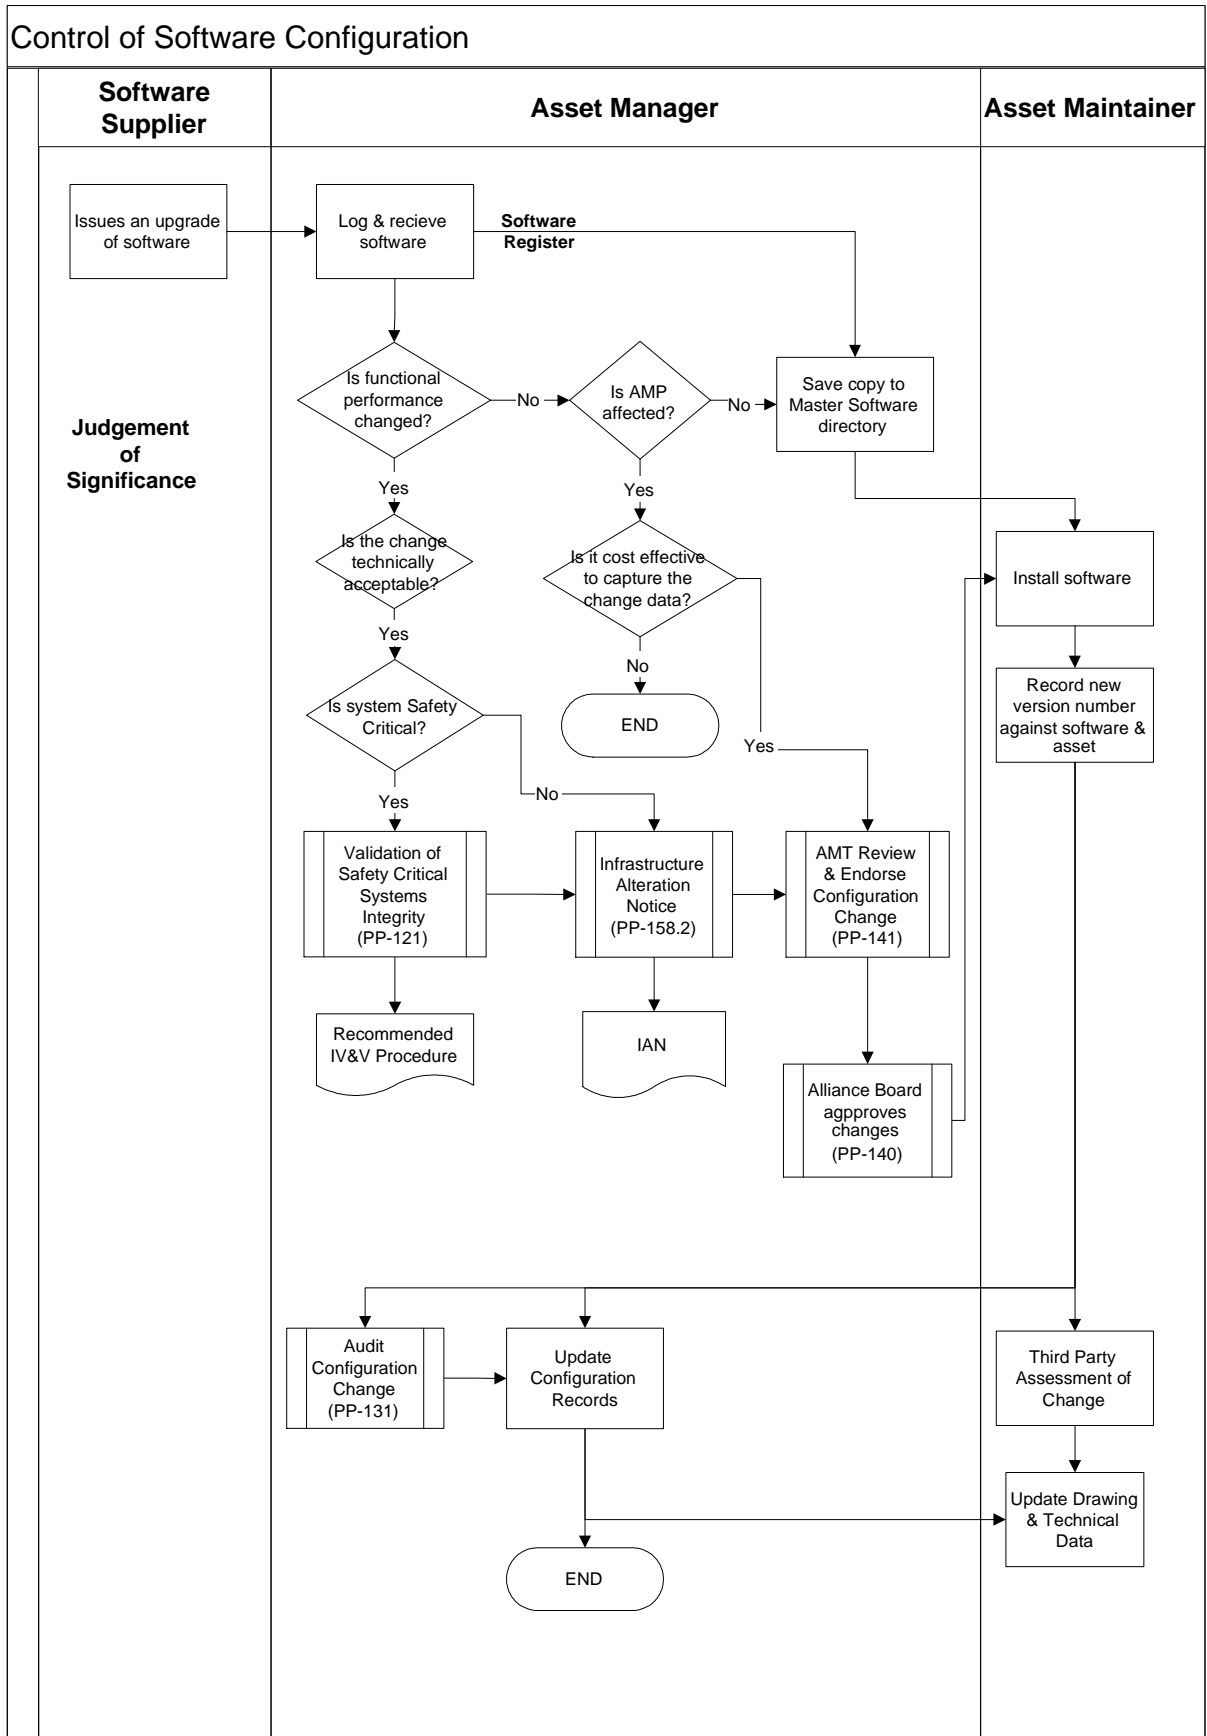 Control of Software Configuration
Software
Supplier
Asset Manager
Asset Maintainer
Issues an upgrade
of software
Log & recieve
software
Software
Register
Is functional
performance
changed?
No
Is AMP
affected?
No
Save copy to
Master Software
directory
Judgement
of
Significance
Yes
Yes
Is the change
technically
acceptable?
Is it cost effective
to capture the
change data?
Install software
Yes
No
Is system Safety
Critical?
END
Yes
Record new
version number
against software &
asset
Yes
No
Validation of
Safety Critical
Systems
Integrity
(PP-121)
Infrastructure
Alteration
Notice
(PP-158.2)
AMT Review
& Endorse
Configuration
Change
(PP-141)
Recommended
IV&V Procedure
IAN
Alliance Board
agpproves
changes
(PP-140)
Audit
Configuration
Change
(PP-131)
Update
Configuration
Records
Third Party
Assessment of
Change
Update Drawing
& Technical
Data
END